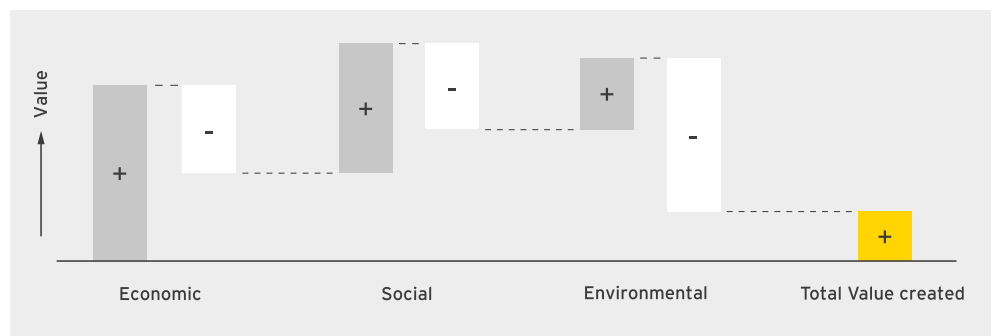 Value
+
-
+
-
+
-
+
Economic
Social
Environmental
Total Value created